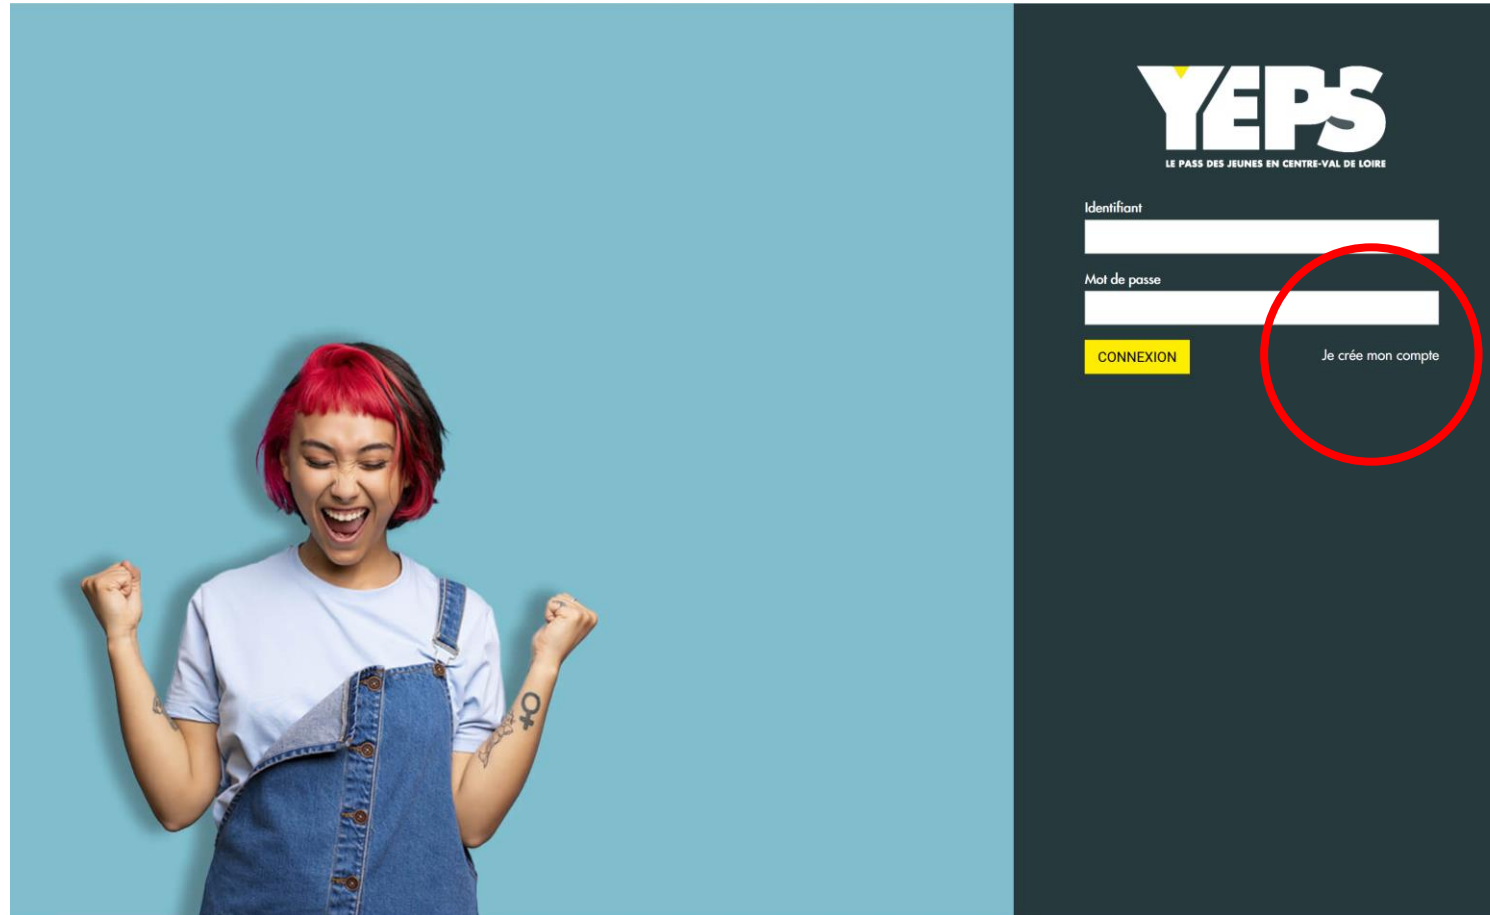 YEPS
LE PASS DES JEUNES EN CENTRE-VAL DE LOIRE
Identifiant
Mot de passe
CONNEXION
Je crée mon compte